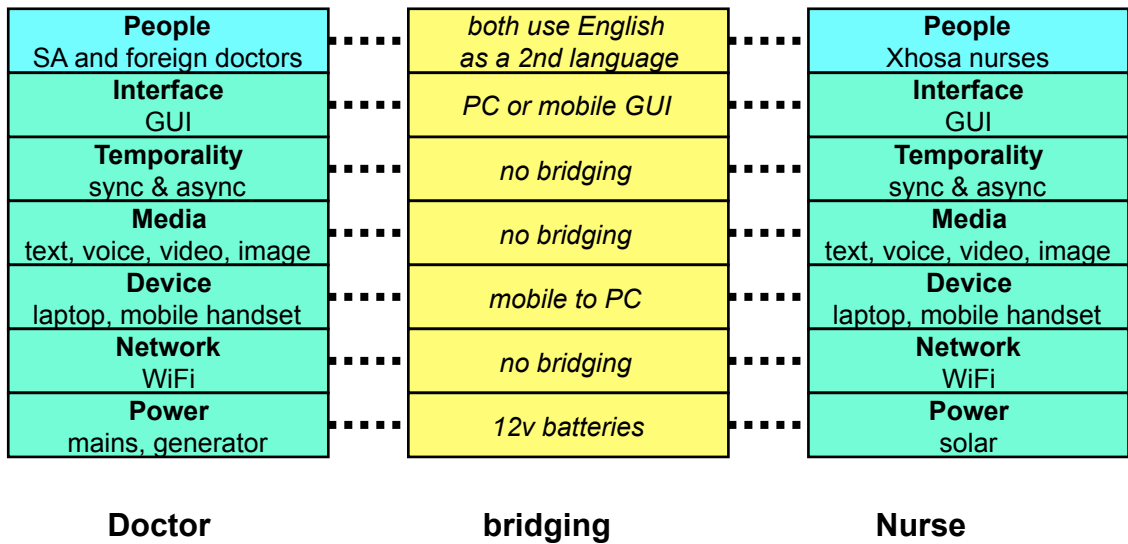 People
SA and foreign doctors
both use English
as a 2nd language
People
Xhosa nurses
Interface
GUI
PC or mobile GUI
Interface
GUI
Temporality
sync & async
no bridging
Temporality
sync & async
Media
text, voice, video, image
no bridging
Media
text, voice, video, image
Device
laptop, mobile handset
mobile to PC
Device
laptop, mobile handset
Network
WiFi
no bridging
Network
WiFi
Power
mains, generator
12v batteries
Power
solar
Doctor
bridging
Nurse